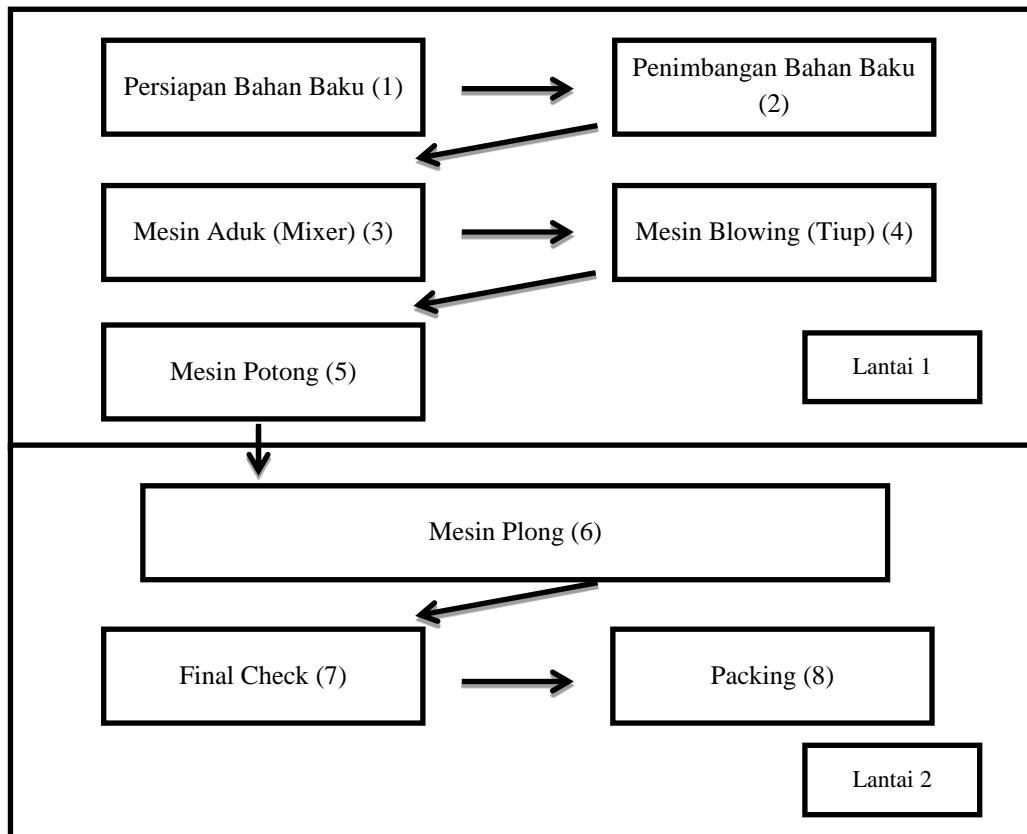 Persiapan Bahan Baku (1)
Penimbangan Bahan Baku
(2)
Mesin Aduk (Mixer) (3)
Mesin Blowing (Tiup) (4)
Mesin Potong (5)
Lantai 1
Mesin Plong (6)
Final Check (7)
Packing (8)
Lantai 2